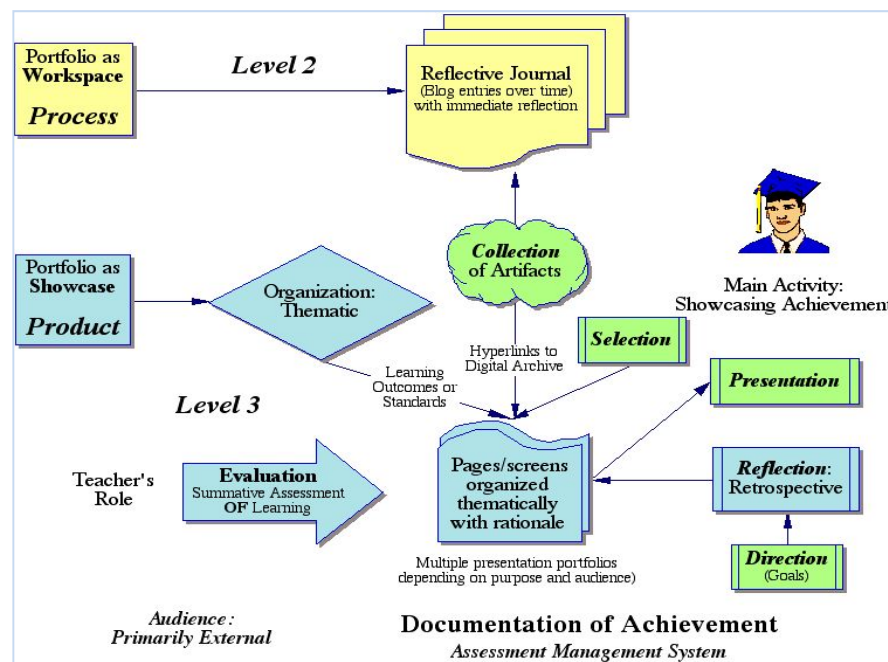 Portfolio as
Workspace
Process
Level 2
Reflective Journal
(Blog entries over time)
with immediate reflection
Collection
of Artifacts
Portfolio as
Showcase
Product
Organization:
Thematic
Main Activity:
Showcasing Achievement
Learning
Outcomes or
Standards
Hyperlinks to
Digital Archive
Selection
Presentation
Level 3
Teacher's
Role
Evaluation
Summative Assessment
OF Learning
Pages/screens
organized
thematically
with rationale
Reflection:
Retrospective
Multiple presentation portfolios
depending on purpose and audience)
Direction
(Goals)
Audience:
Primarily External
Documentation of Achievement
Assessment Management System